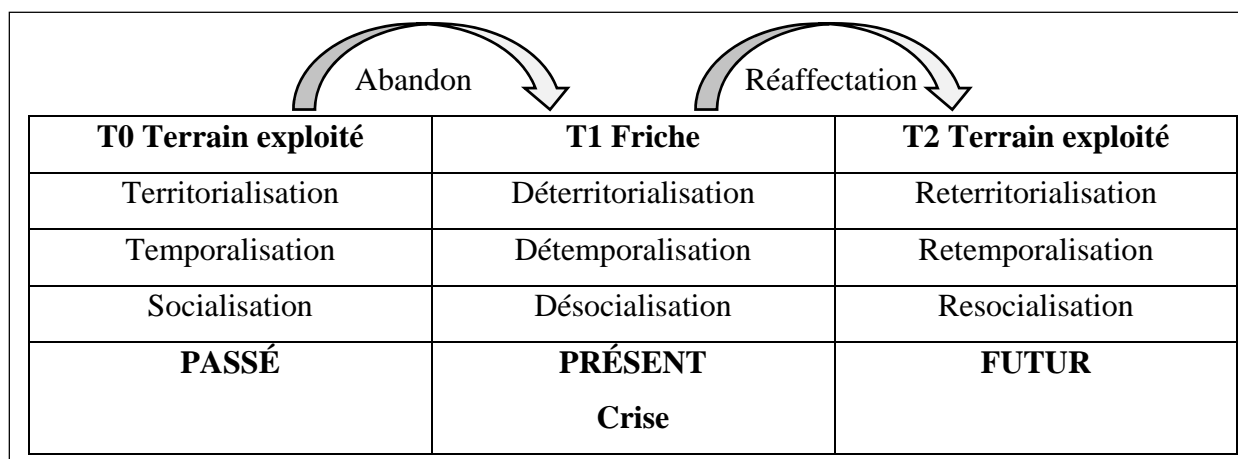 Abandon Réaffectation
T0 Terrain exploité T1 Friche T2 Terrain exploité
Territorialisation Déterritorialisation Reterritorialisation
Temporalisation Détemporalisation Retemporalisation
Socialisation Désocialisation Resocialisation
PASSÉ PRÉSENT FUTUR
Crise